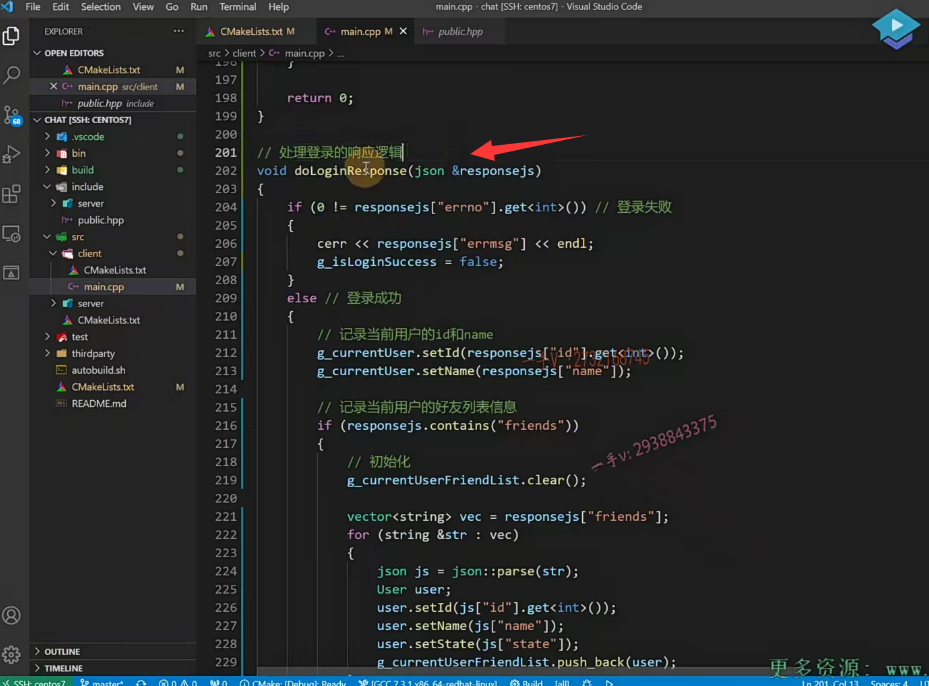 File Edit Selection View Go Run Terminal Help main.cpp - chat [SSH: centos7] - Visual Studio Code
EXPLORER ...
CMakeLists.txt M main.cpp M × public.hpp
src > client > main.cpp > ...
OPEN EDITORS
CMakeLists.txt M
× main.cpp src/client M
public.hpp include
CHAT [SSH: CENTOS7]
.vscode
bin
build
include
server
public.hpp
src
client
CMakeLists.txt
main.cpp M
server
CMakeLists.txt
test
thirdparty
autobuild.sh
CMakeLists.txt M
README.md
OUTLINE
TIMELINE
68
196 }
197
198 return 0;
199 }
200
201 // 处理登录的响应逻辑
202 void doLoginResponse(json &responsejs)
203 {
204 if (0 != responsejs["errno"].get<int>()) // 登录失败
205 {
206 cerr << responsejs["errmsg"] << endl;
207 g_isLoginSuccess = false;
208 }
209 else // 登录成功
210 {
211 // 记录当前用户的id和name
212 g_currentUser.setId(responsejs["id"].get<int>());
213 g_currentUser.setName(responsejs["name"]);
214
215 // 记录当前用户的好友列表信息
216 if (responsejs.contains("friends"))
217 {
218 // 初始化
219 g_currentUserFriendList.clear();
220
221 vector<string> vec = responsejs["friends"];
222 for (string &str : vec)
223 {
224 json js = json::parse(str);
225 User user;
226 user.setId(js["id"].get<int>());
227 user.setName(js["name"]);
228 user.setState(js["state"]);
229 g_currentUserFriendList.push_back(user);
一手v: 2938843375
更多资源: www.
SSH: centos7 master* 0 0 0 CMake: [Debug]: Ready [GCC 7.3.1 x86_64-redhat-linux] Build [all] Ln 201, Col 13 Spaces: 4